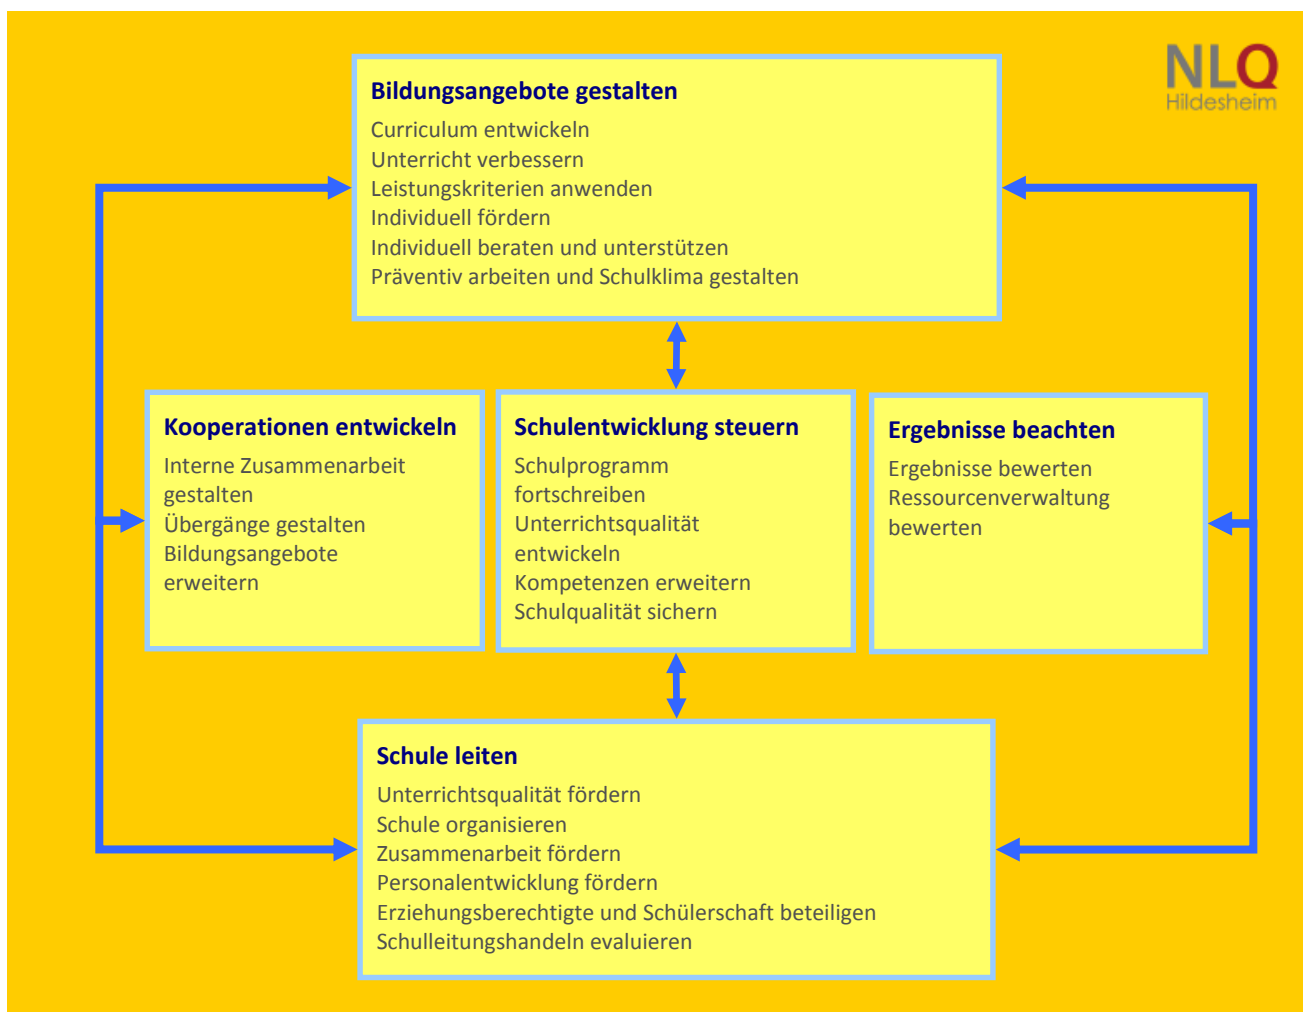 NLQ
Hildesheim
Bildungsangebote gestalten
Curriculum entwickeln
Unterricht verbessern
Leistungskriterien anwenden
Individuell fördern
Individuell beraten und unterstützen
Präventiv arbeiten und Schulklima gestalten
Kooperationen entwickeln
Interne Zusammenarbeit
gestalten
Übergänge gestalten
Bildungsangebote
erweitern
Schulentwicklung steuern
Schulprogramm
fortschreiben
Unterrichtsqualität
entwickeln
Kompetenzen erweitern
Schulqualität sichern
Ergebnisse beachten
Ergebnisse bewerten
Ressourcenverwaltung
bewerten
Schule leiten
Unterrichtsqualität fördern
Schule organisieren
Zusammenarbeit fördern
Personalentwicklung fördern
Erziehungsberechtigte und Schülerschaft beteiligen
Schulleitungshandeln evaluieren